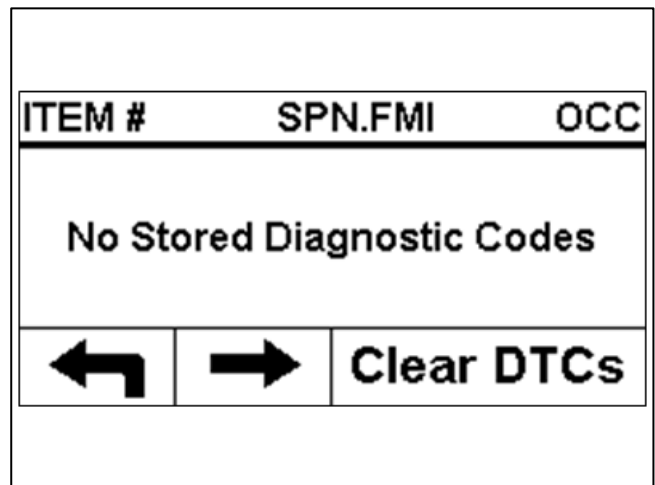 ITEM # SPN.FMI OCC
No Stored Diagnostic Codes
Clear DTCs